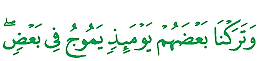 وَتَرَكْنَا بَعْضَهُمْ يَوْمَئِذٍ يَمُوجُ فِى بَعْضٍ ۖ